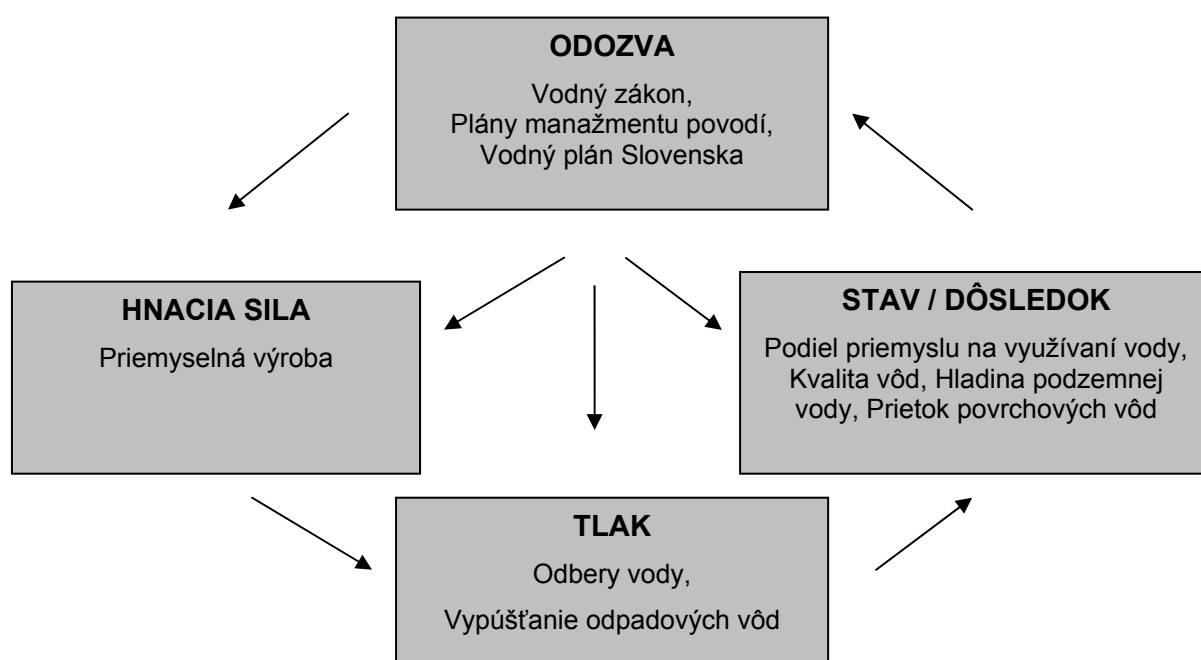 ODOZVA
Vodný zákon,
Plány manažmentu povodí,
Vodný plán Slovenska
HNACIA SILA
Priemyselná výroba
STAV / DÔSLEDOK
Podiel priemyslu na využívaní vody,
Kvalita vôd, Hladina podzemnej
vody, Prietok povrchových vôd
TLAK
Odbery vody,
Vypúšťanie odpadových vôd